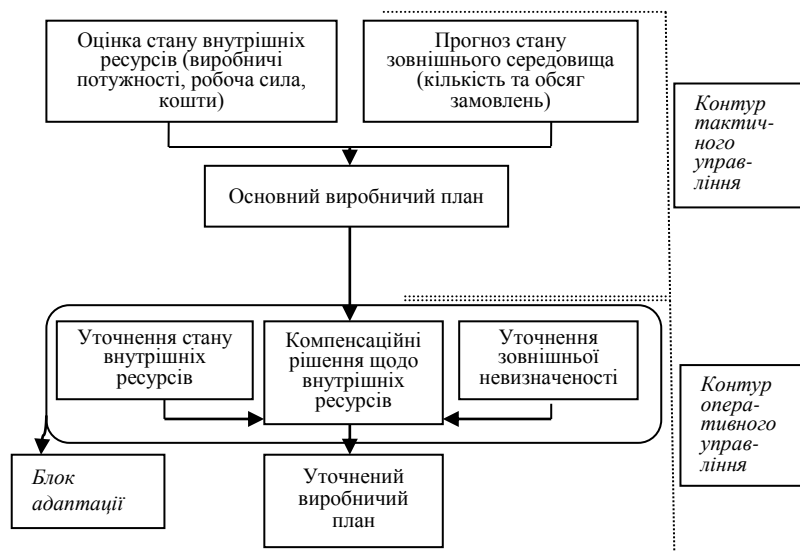 Оцінка стану внутрішніх
ресурсів (виробничі
потужності, робоча сила,
кошти)
Прогноз стану
зовнішнього середовища
(кількість та обсяг
замовлень)
Контур
тактич-
ного
управ-
ління
Основний виробничий план
Уточнення стану
внутрішніх
ресурсів
Компенсаційні
рішення щодо
внутрішніх
ресурсів
Уточнення
зовнішньої
невизначеності
Контур
опера-
тивного
управ-
ління
Блок
адаптації
Уточнений
виробничий
план